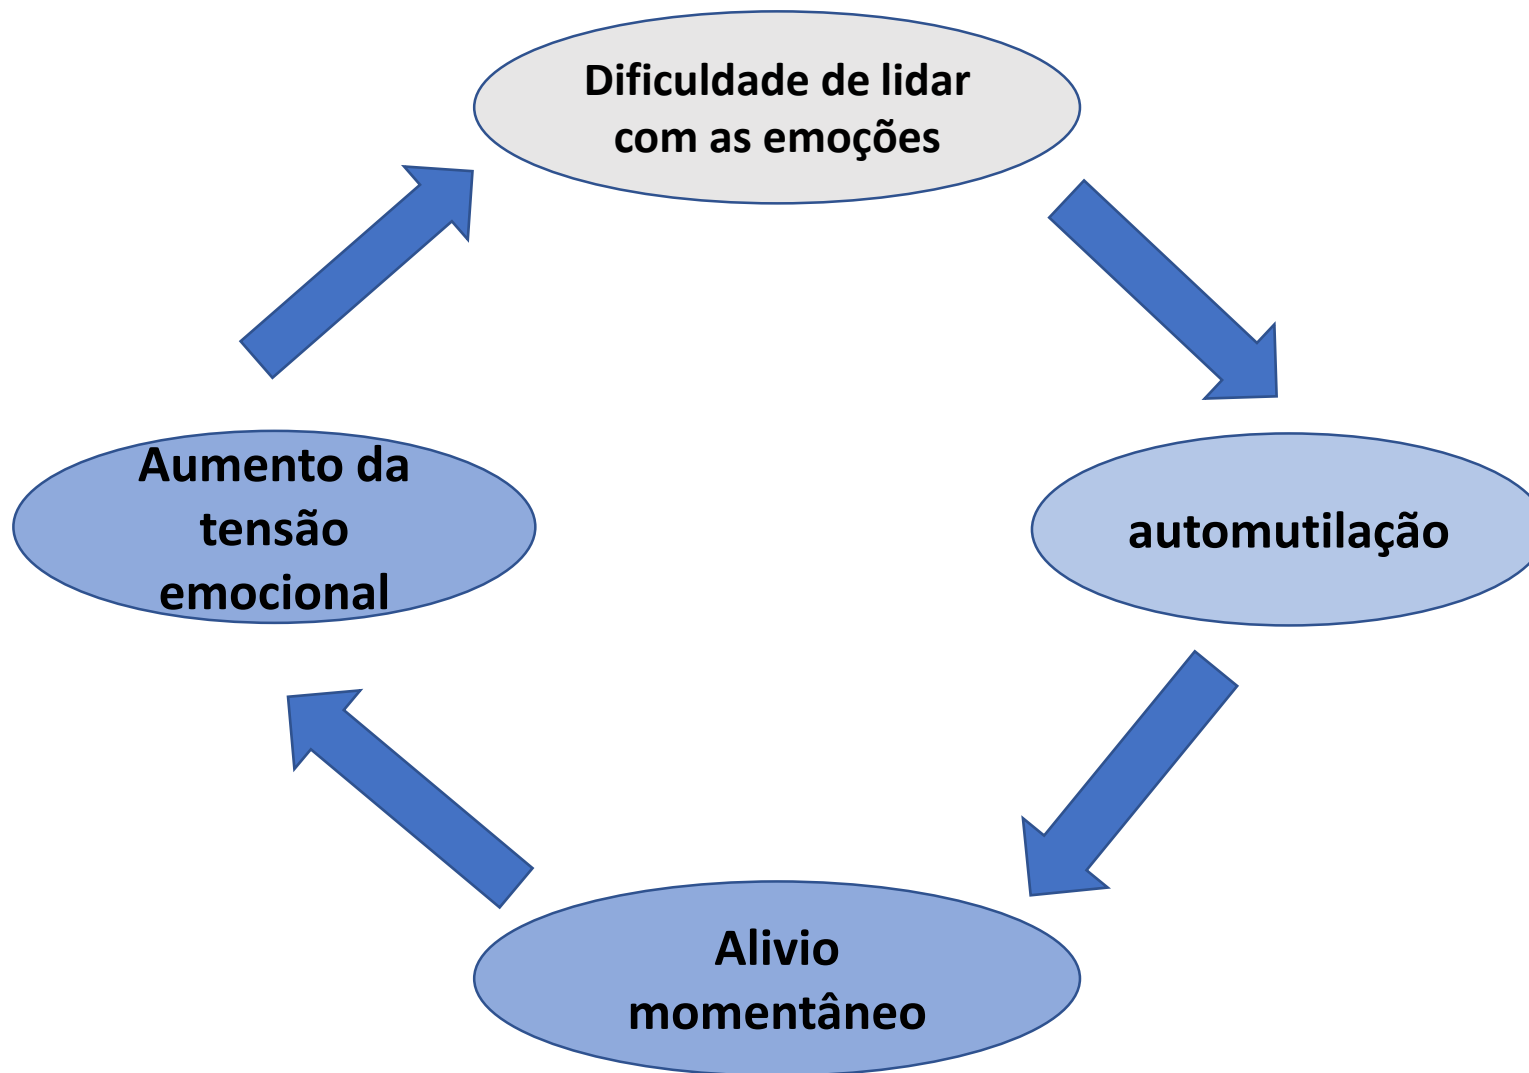 Dificuldade de lidar
com as emoções
Aumento da
tensão
emocional
automutilação
Alivio
momentâneo